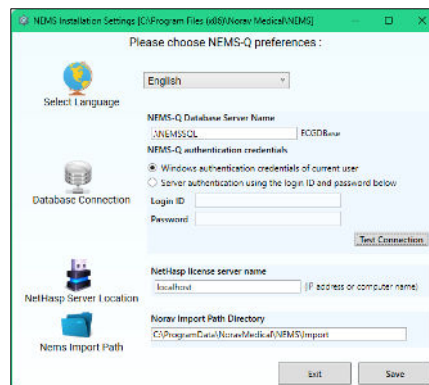 NEMS Installation Settings [C:\Program Files (x86)\Norav Medical\NEMS]
Please choose NEMS-Q preferences :
Select Language
English
NEMS-Q Database Server Name
.\NEMSSQL
ECGDBase
NEMS-Q authentication credentials
Windows authentication credentials of current user
Server authentication using the login ID and password below
Database Connection
Login ID
Password
Test Connection
NetHasp license server name
localhost
(IP address or computer name)
NetHasp Server Location
Norav Import Path Directory
C:\ProgramData\NoravMedical\NEMS\Import
Nems Import Path
Exit
Save